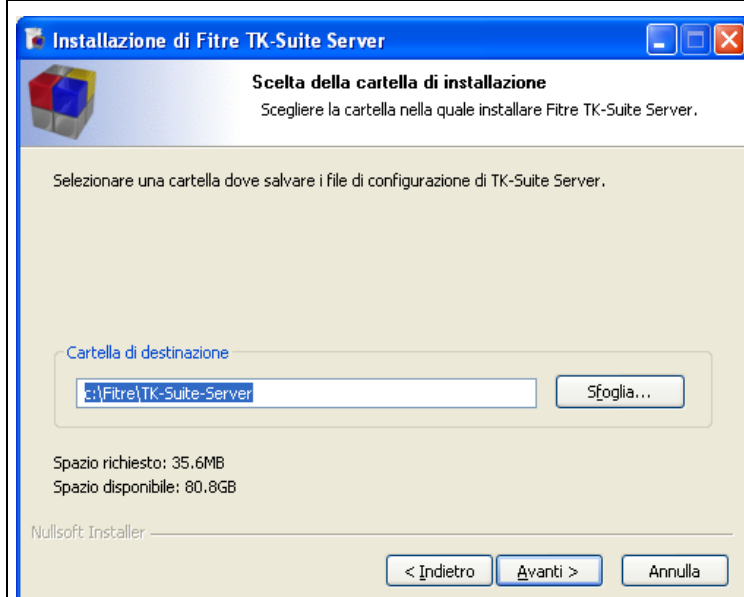 Installazione di Fitre TK-Suite Server
Scelta della cartella di installazione
Scegliere la cartella nella quale installare Fitre TK-Suite Server.
Selezionare una cartella dove salvare i file di configurazione di TK-Suite Server.
Cartella di destinazione
c:\Fitre\TK-Suite-Server
Sfoglia...
Spazio richiesto: 35.6MB
Spazio disponibile: 80.8GB
Nullsoft Installer
< Indietro
Avanti >
Annulla